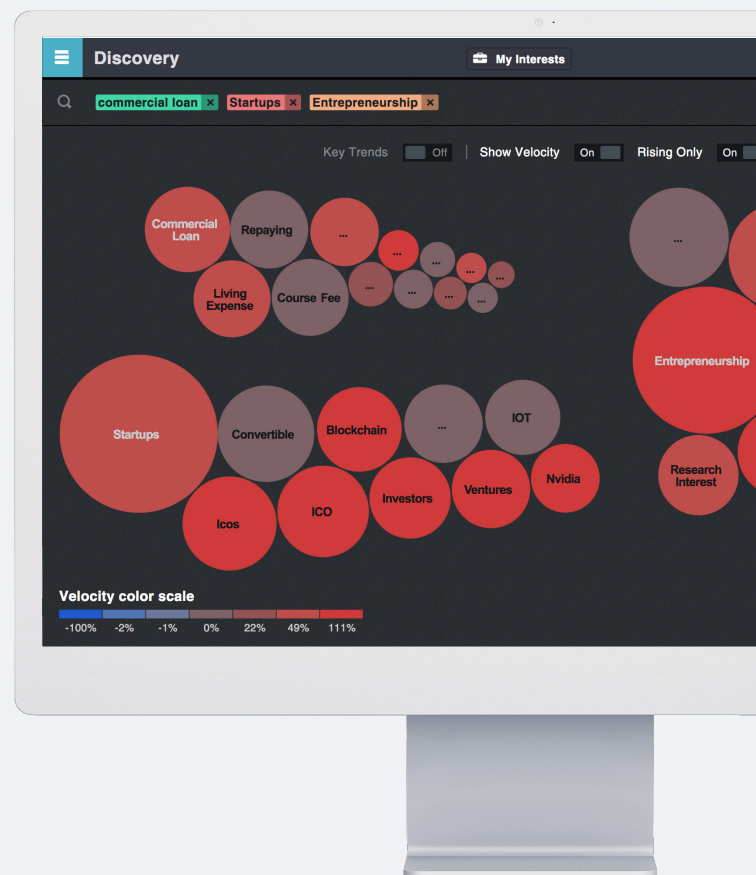 Discovery
My Interests
commercial loan ×
Startups ×
Entrepreneurship ×
Key Trends Off | Show Velocity On Rising Only On
Commercial
Loan
Repaying
...
...
...
...
...
...
Living
Expense
Course Fee
...
...
...
...
Entrepreneurship
Startups
Convertible
Blockchain
...
IOT
Icos
ICO
Investors
Ventures
Nvidia
Research
Interest
Velocity color scale
-100% -2% -1% 0% 22% 49% 111%